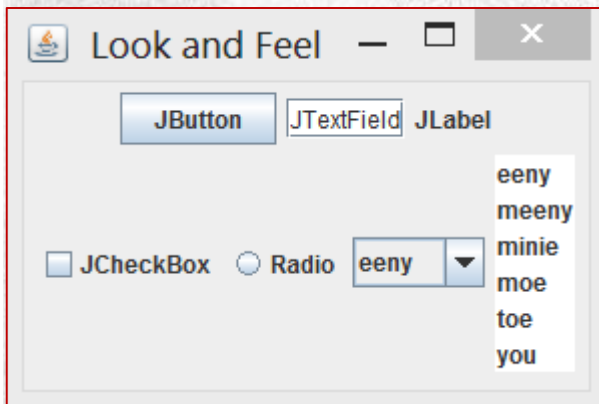 Look and Feel
JButton JTextField JLabel
JCheckBox Radio eeny
eeny
meeny
minie
moe
toe
you